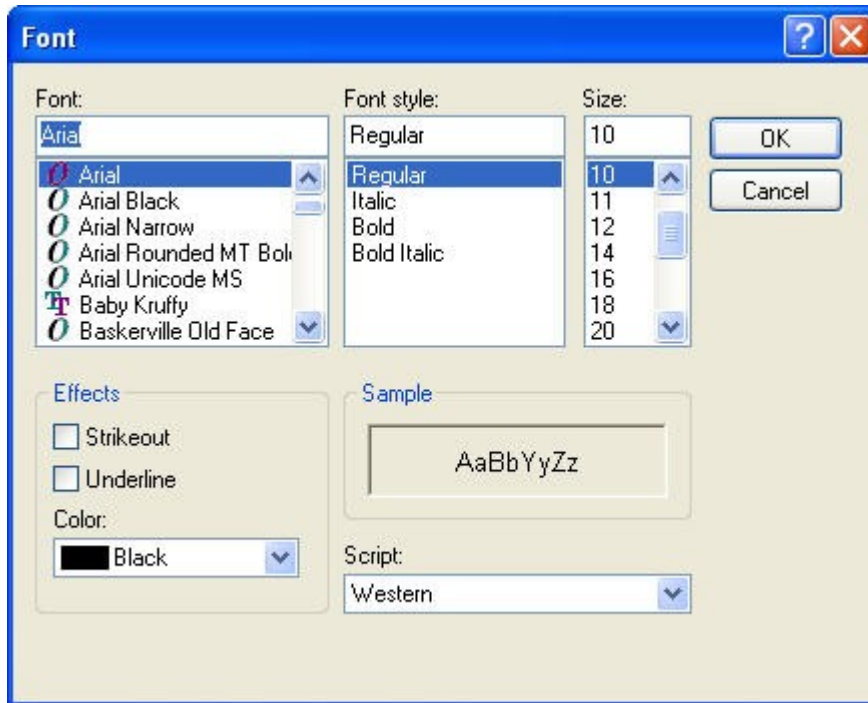 Font
Font: Font style: Size:
Arial Regular 10 OK
Arial Regular 10 Cancel
Arial Black Italic 11
Arial Narrow Bold 12
Arial Rounded MT Bol Bold Italic 14
Arial Unicode MS 16
Baby Kruffy 18
Baskerville Old Face 20
Effects Sample
Strikeout
AaBbYyZz
Underline
Color:
Black Script:
Western